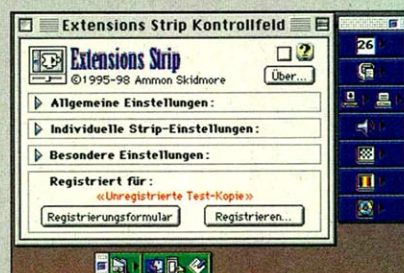 Extensions Strip Kontrollfeld
Extensions Strip
©1995-98 Ammon Skidmore
?
Über...
Allgemeine Einstellungen:
Individuelle Strip-Einstellungen:
Besondere Einstellungen:
Registriert für:
«Unregistrierte Test-Kopie»
Registrierungsformular
Registrieren...
26